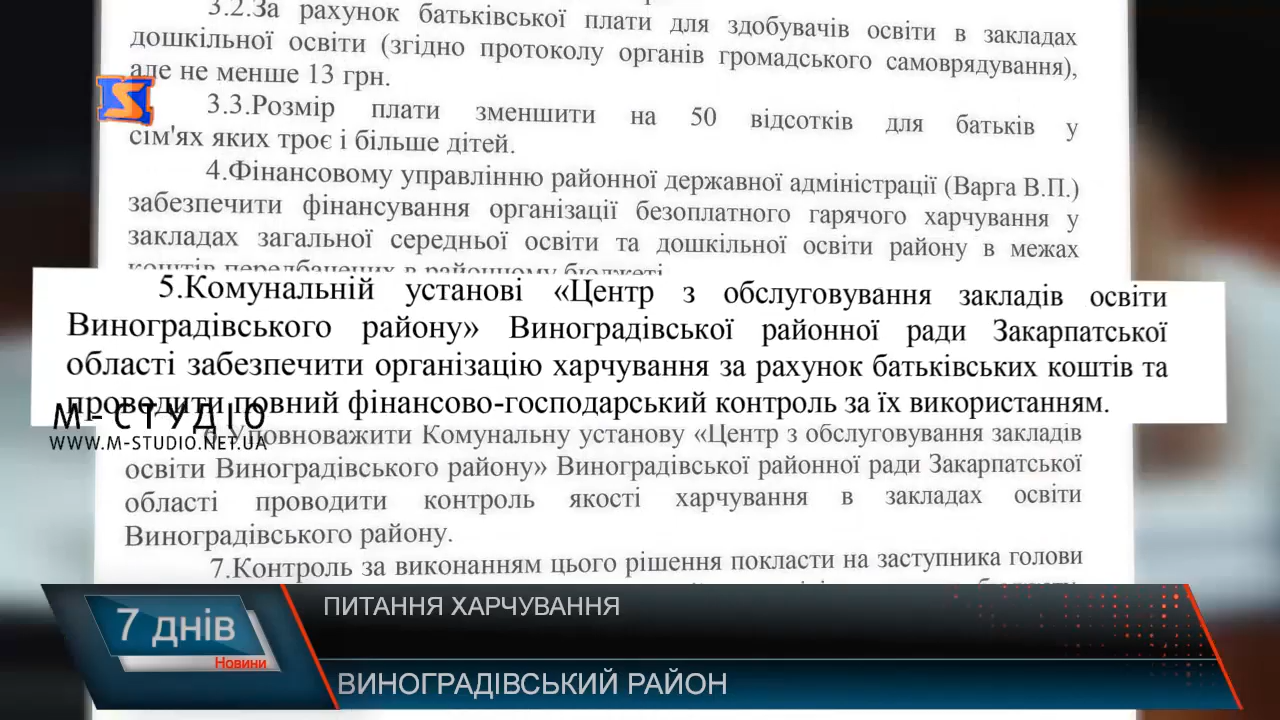 3.2.За рахунок батьківської плати для здобувачів освіти в закладах
дошкільної освіти (згідно протоколу органів громадського самоврядування),
але не менше 13 грн.
3.3.Розмір плати зменшити на 50 відсотків для батьків у
сім'ях яких троє і більше дітей.
4.Фінансовому управлінню районної державної адміністрації (Варга В.П.)
забезпечити фінансування організації безоплатного гарячого харчування у
закладах загальної середньої освіти та дошкільної освіти району в межах
коштів передбачених в районному бюджеті.
5.Комунальній установі «Центр з обслуговування закладів освіти
Виноградівського району» Виноградівської районної ради Закарпатської
області забезпечити організацію харчування за рахунок батьківських коштів та
проводити повний фінансово-господарський контроль за їх використанням.
М-СТУДІО
WWW.M-STUDIO.NET.UA
уповноважити Комунальну установу «Центр з обслуговування закладів
освіти Виноградівського району» Виноградівської районної ради Закарпатської
області проводити контроль якості харчування в закладах освіти
Виноградівського району.
7.Контроль за виконанням цього рішення покласти на заступника голови
7 днів
Новини
ПИТАННЯ ХАРЧУВАННЯ
ВИНОГРАДІВСЬКИЙ РАЙОН